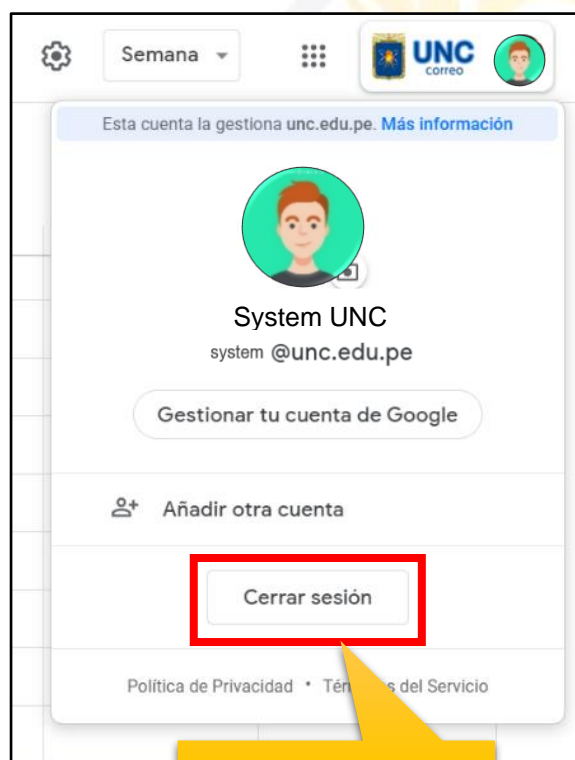 Semana
UNC
correo
Esta cuenta la gestiona unc.edu.pe. Más información
System UNC
system @unc.edu.pe
Gestionar tu cuenta de Google
Añadir otra cuenta
Cerrar sesión
Política de Privacidad • del Servicio